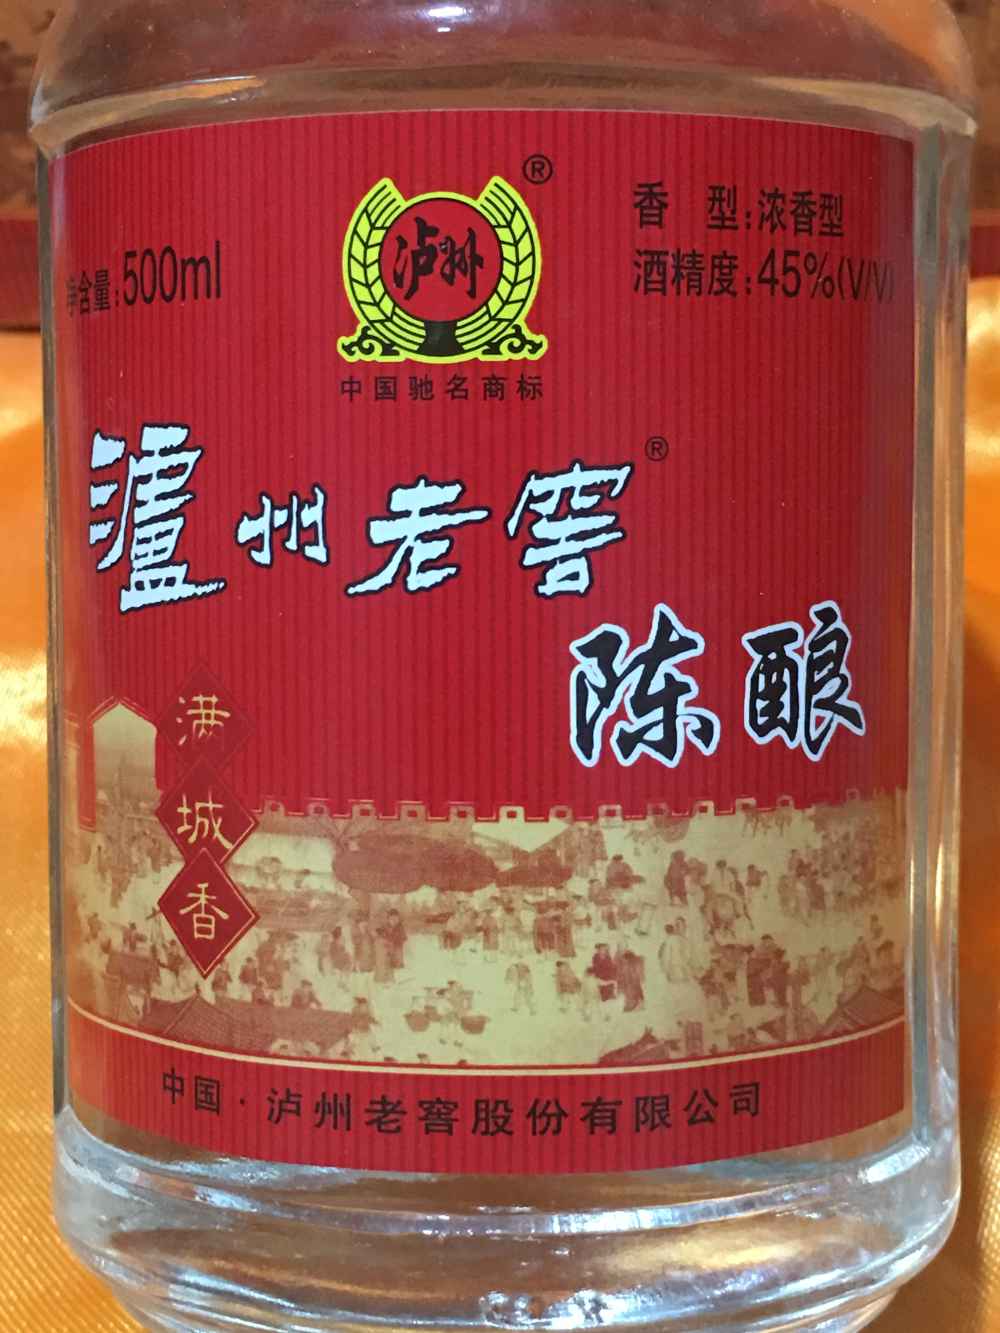 ®
泸州
中国驰名商标
净含量:500ml
香 型:浓香型
酒精度:45%(V/V)
瀘州老窖®
陈酿
满城香
中国·泸州老窖股份有限公司